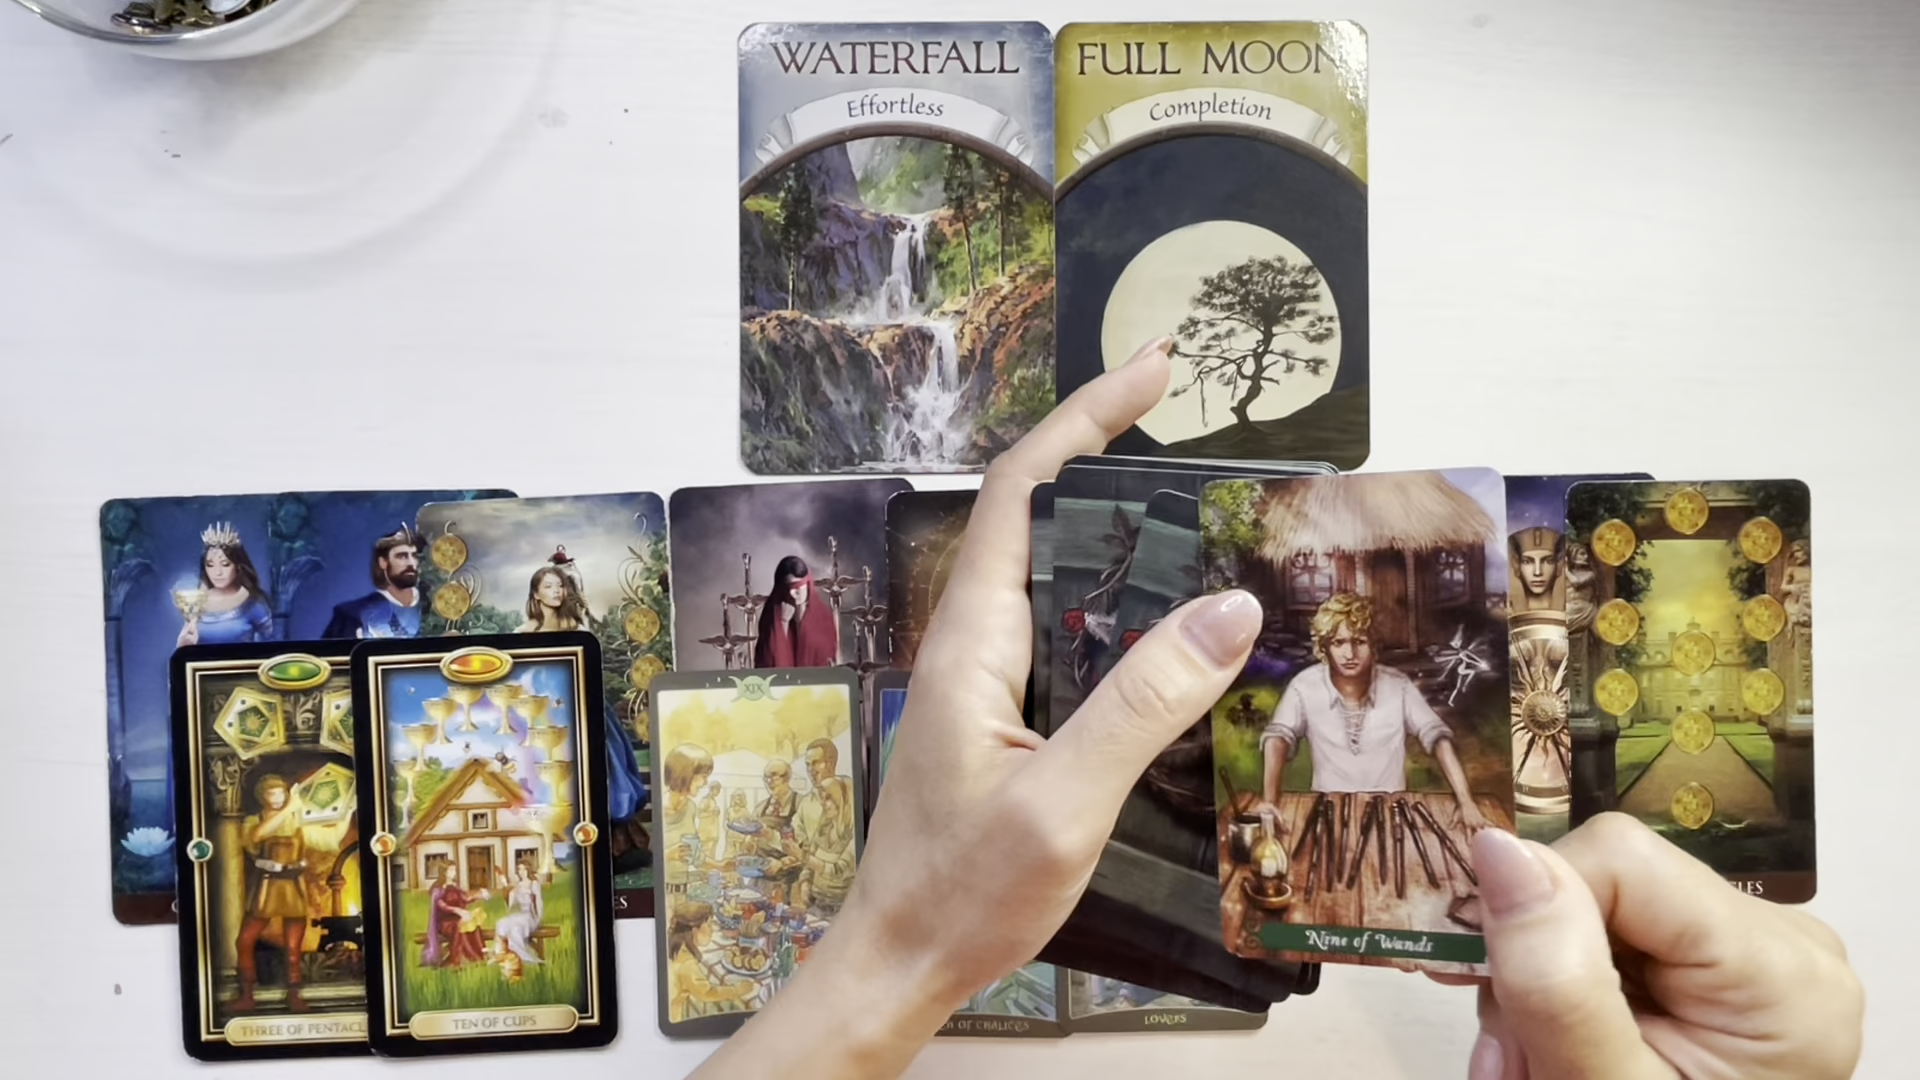 WATERFALL
Effortless
FULL MOON
Completion
XIX
THREE OF PENTACL
TEN OF CUPS
OF CHALICES
LOVERS
Nine of Wands